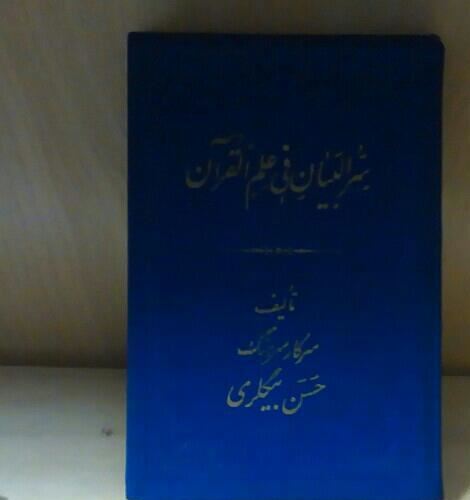 سرّ البیان فی علم القرآن
تألیف
سرکار سرهنگ
حسن بیگلری